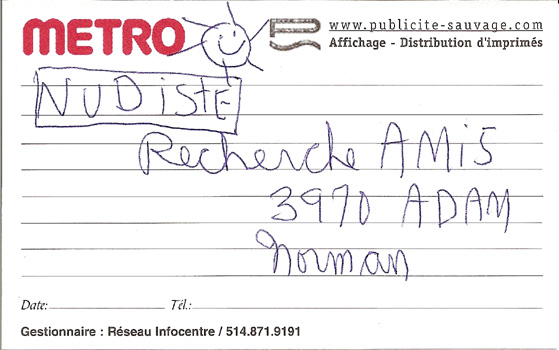 METRO
www.publicite-sauvage.com
Affichage - Distribution d'imprimés
NUDiStE
Recherche AMiS
3970 ADAM
Norman
Date: Tél.:
Gestionnaire : Réseau Infocentre / 514.871.9191